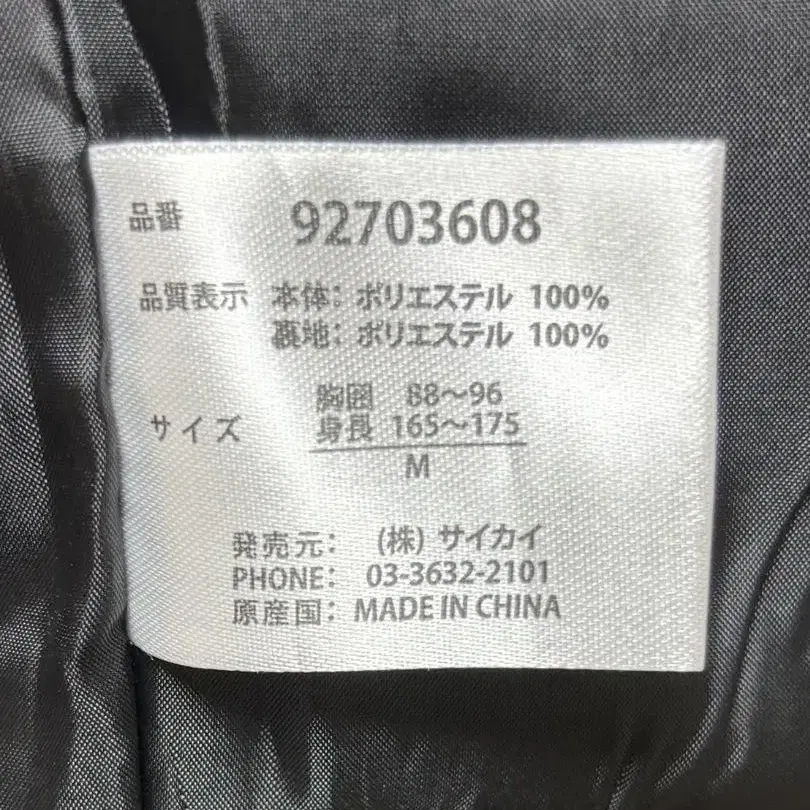 品番 92703608
品質表示 本体: ポリエステル 100%
裏地: ポリエステル 100%
胸囲 88～96
サイズ 身長 165～175
M
発売元: (株) サイカイ
PHONE: 03-3632-2101
原産国: MADE IN CHINA